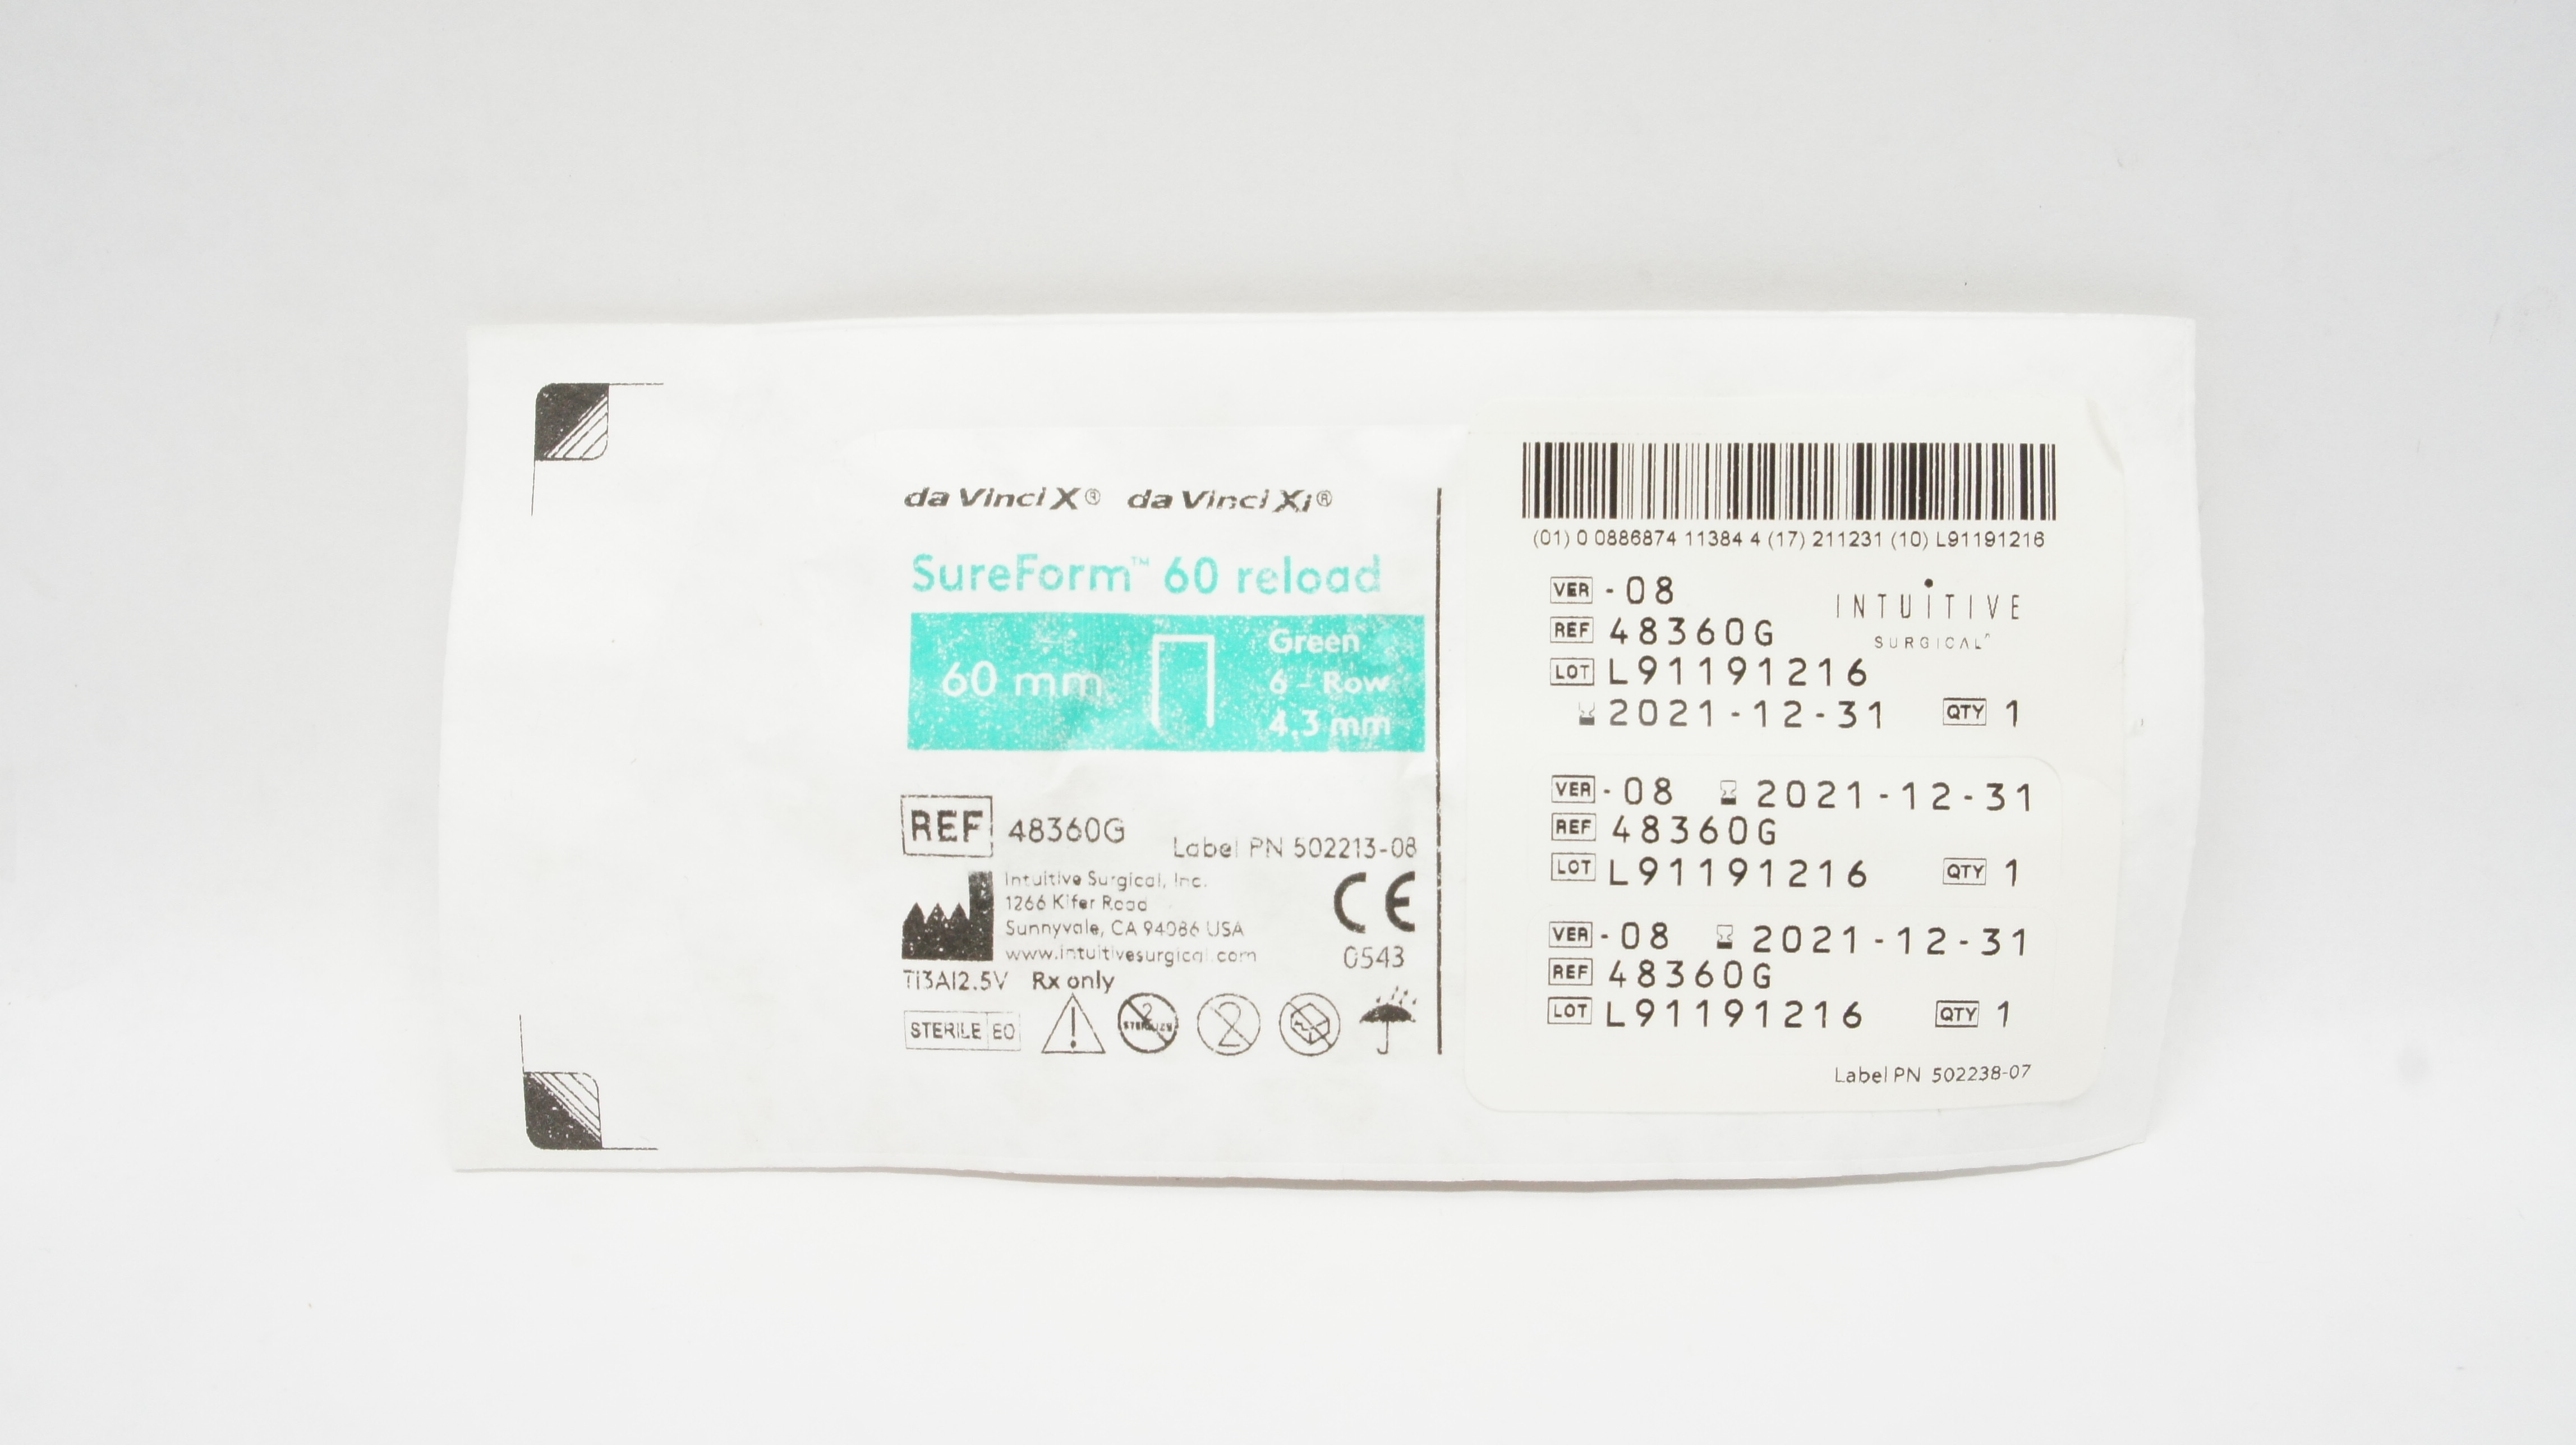 da Vinci X® da Vinci Xi®
SureForm™ 60 reload
60 mm
Green
6 - Row
4.3 mm
REF 48360G
Label PN 502213-08
Intuitive Surgical, Inc.
1266 Kifer Road
Sunnyvale, CA 94086 USA
www.intuitivesurgical.com
CE
0543
Ti3Al2.5V Rx only
STERILE EO
2 STERILIZE
2
(01) 0 0886874 11384 4 (17) 211231 (10) L91191216
VER -08
INTUITIVE
SURGICAL®
REF 48360G
LOT L91191216
2021-12-31 QTY 1
VER -08 2021-12-31
REF 48360G
LOT L91191216 QTY 1
VER -08 2021-12-31
REF 48360G
LOT L91191216 QTY 1
Label PN 502238-07